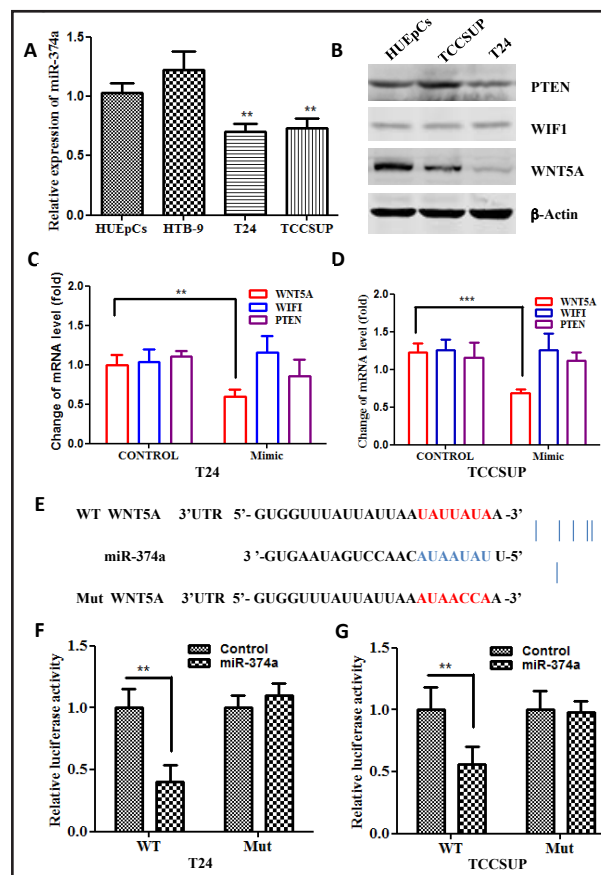 A
Relative expression of miR-374a
1.5
1.0
0.5
0.0
**
**
HUEpCs HTB-9 T24 TCCSUP
B
HUEpCs TCCSUP T24
PTEN
WIF1
WNT5A
β-Actin
C
Change of mRNA level (fold)
2.0
1.5
1.0
0.5
0.0
**
WNT5A
WIFI
PTEN
CONTROL Mimic
T24
D
Change of mRNA level (fold)
2.0
1.5
1.0
0.5
0.0
***
WNT5A
WIFI
PTEN
CONTROL Mimic
TCCSUP
E
WT WNT5A 3'UTR 5'- GUGGUUUAUUAUUAAUAUUAUAA -3'
miR-374a 3 '-GUGAAUAGUCCAACAUAAUAU U-5'
Mut WNT5A 3'UTR 5'- GUGGUUUAUUAUUAAAUAACCAA -3'
F
Relative luciferase activity
1.5
1.0
0.5
0.0
**
Control
miR-374a
WT Mut
T24
G
Relative luciferase activity
1.5
1.0
0.5
0.0
**
Control
miR-374a
WT Mut
TCCSUP